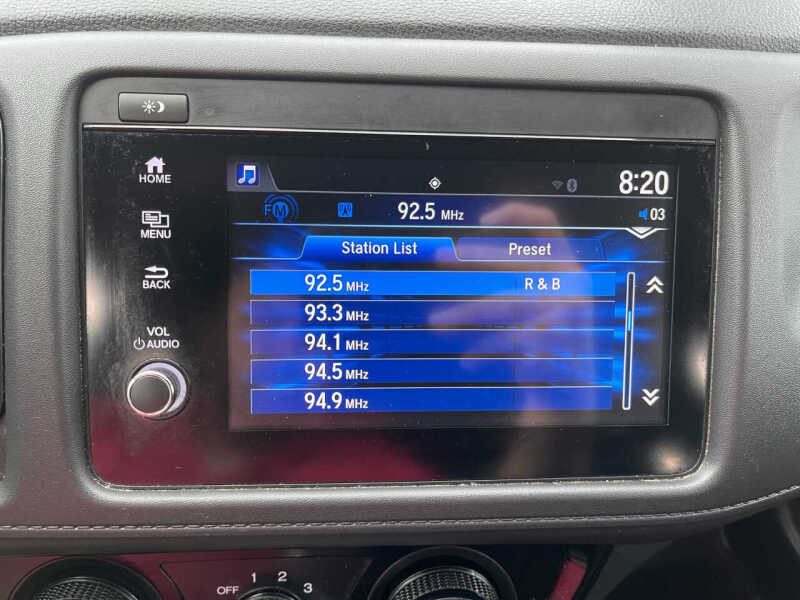 8:20
HOME
FM 92.5 MHz 03
MENU
Station List Preset
92.5 MHz R & B
BACK
93.3 MHz
94.1 MHz
VOL
AUDIO
94.5 MHz
94.9 MHz
OFF 1 2 3